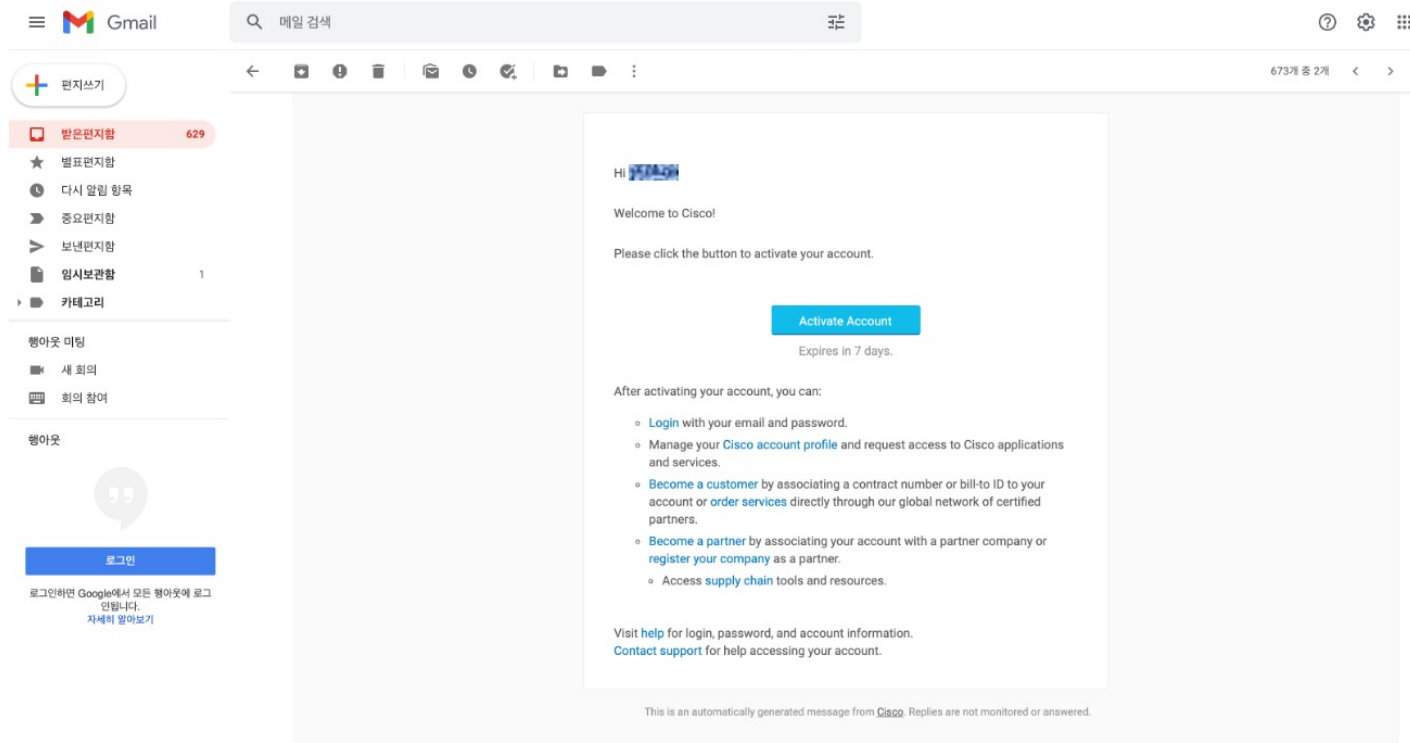 Gmail
메일 검색
편지쓰기
673개 중 2개
받은편지함 629
별표편지함
다시 알림 항목
중요편지함
보낸편지함
임시보관함 1
카테고리
행아웃 미팅
새 회의
회의 참여
행아웃
로그인
로그인하면 Google에서 모든 행아웃에 로그
인됩니다.
자세히 알아보기
Hi
Welcome to Cisco!
Please click the button to activate your account.
Activate Account
Expires in 7 days.
After activating your account, you can:
Login with your email and password.
Manage your Cisco account profile and request access to Cisco applications
and services.
Become a customer by associating a contract number or bill-to ID to your
account or order services directly through our global network of certified
partners.
Become a partner by associating your account with a partner company or
register your company as a partner.
Access supply chain tools and resources.
Visit help for login, password, and account information.
Contact support for help accessing your account.
This is an automatically generated message from Cisco. Replies are not monitored or answered.